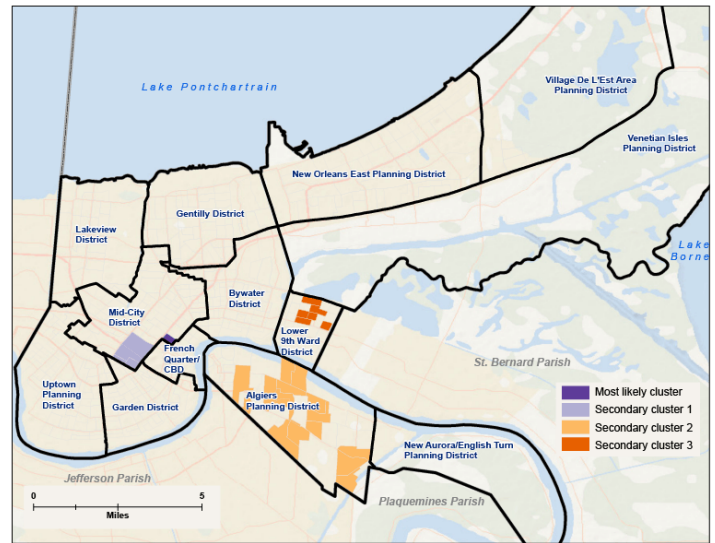 Lake Pontchartrain
Village De L'Est Area
Planning District
Venetian Isles
Planning District
New Orleans East Planning District
Gentilly District
Lakeview
District
Lake
Borne
Bywater
District
Mid-City
District
Lower
9th Ward
District
French
Quarter/
CBD
St. Bernard Parish
Uptown
Planning
District
Garden District
Algiers
Planning District
Most likely cluster
Secondary cluster 1
Secondary cluster 2
Secondary cluster 3
New Aurora/English Turn
Planning District
Jefferson Parish
Plaquemines Parish
0
5
Miles